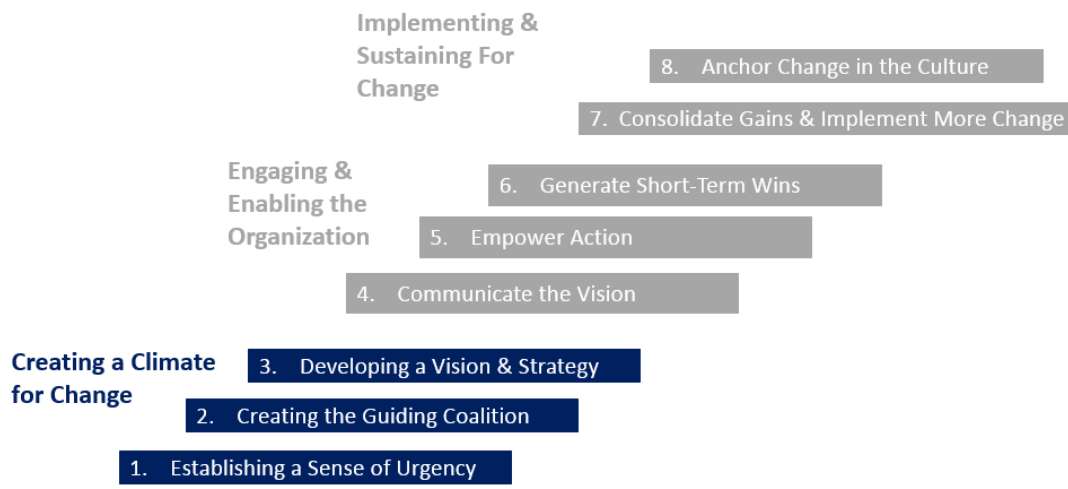 Implementing &
Sustaining For
Change
8. Anchor Change in the Culture
7. Consolidate Gains & Implement More Change
Engaging &
Enabling the
Organization
6. Generate Short-Term Wins
5. Empower Action
4. Communicate the Vision
Creating a Climate
for Change
3. Developing a Vision & Strategy
2. Creating the Guiding Coalition
1. Establishing a Sense of Urgency